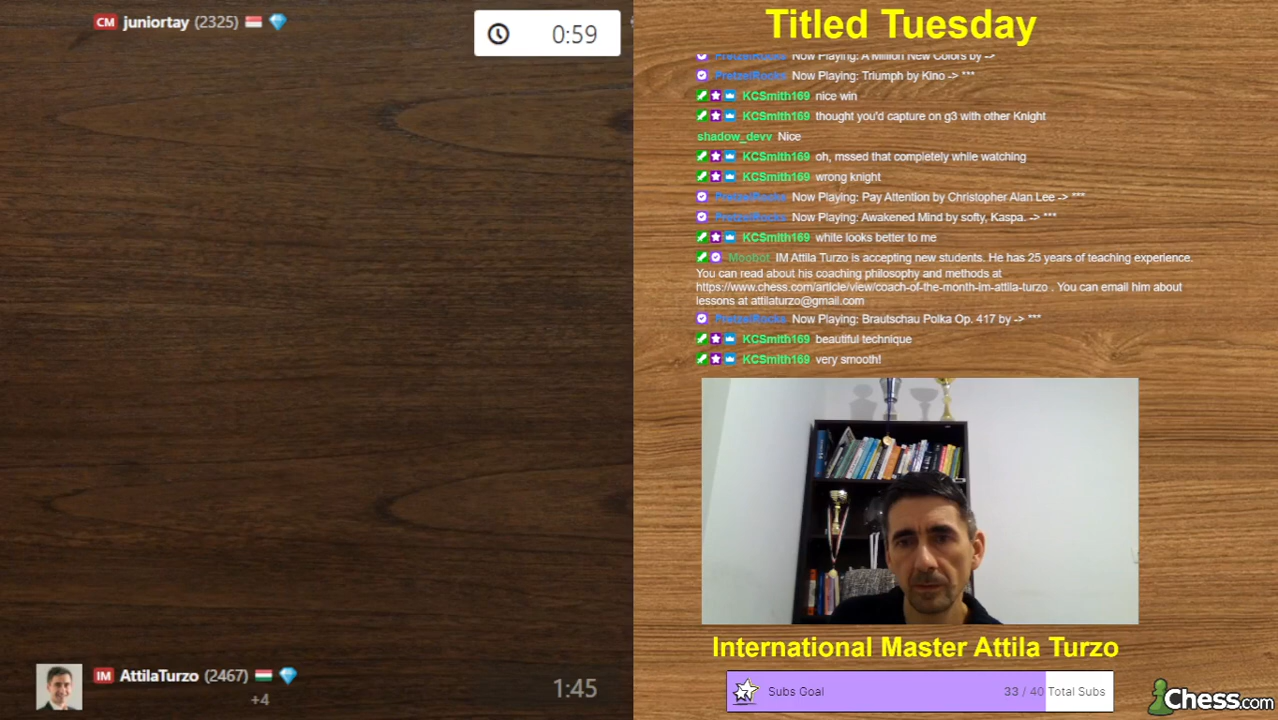 CM juniortay (2325)
0:59
Titled Tuesday
PretzelRocks Now Playing: A Million New Colors by ->
PretzelRocks Now Playing: Triumph by Kino -> ***
KCSmith169 nice win
KCSmith169 thought you'd capture on g3 with other Knight
shadow_devv Nice
KCSmith169 oh, mssed that completely while watching
KCSmith169 wrong knight
PretzelRocks Now Playing: Pay Attention by Christopher Alan Lee -> ***
PretzelRocks Now Playing: Awakened Mind by softy, Kaspa. -> ***
KCSmith169 white looks better to me
Moobot IM Attila Turzo is accepting new students. He has 25 years of teaching experience.
You can read about his coaching philosophy and methods at
https://www.chess.com/article/view/coach-of-the-month-im-attila-turzo . You can email him about
lessons at attilaturzo@gmail.com
PretzelRocks Now Playing: Brautschau Polka Op. 417 by -> ***
KCSmith169 beautiful technique
KCSmith169 very smooth!
International Master Attila Turzo
IM AttilaTurzo (2467)
+4
1:45
Subs Goal 33 / 40 Total Subs
Chess.com